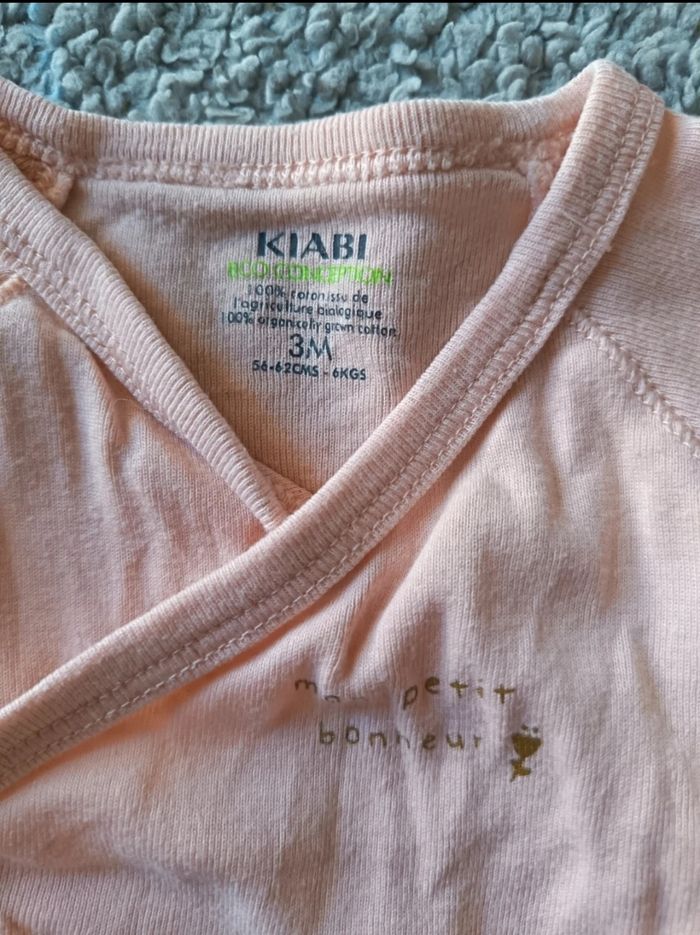 KIABI
ECO CONCEPTION
100% coton issu de
l'agriculture biologique
100% organically grown cotton
3M
56-62CMS - 6KGS
petit
bonheur